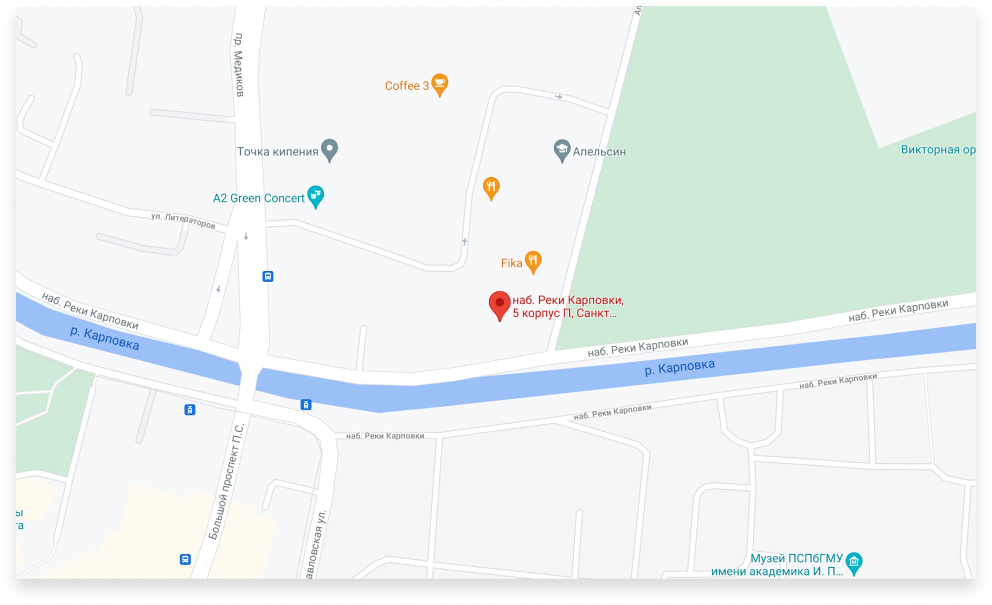 Ал
пр. Медиков
Coffee 3
Точка кипения
Апельсин
Викторная ор
A2 Green Concert
ул. Литераторов
Fika
наб. Реки Карповки,
5 корпус П, Санкт...
наб. Реки Карповки
наб. Реки Карповки
р. Карповка
наб. Реки Карповки
р. Карповка
наб. Реки Карповки
наб. Реки Карповки
наб. Реки Карповки
Большой проспект П.С.
ы
га
авловская ул.
Музей ПСПбГМУ
имени академика И. П...